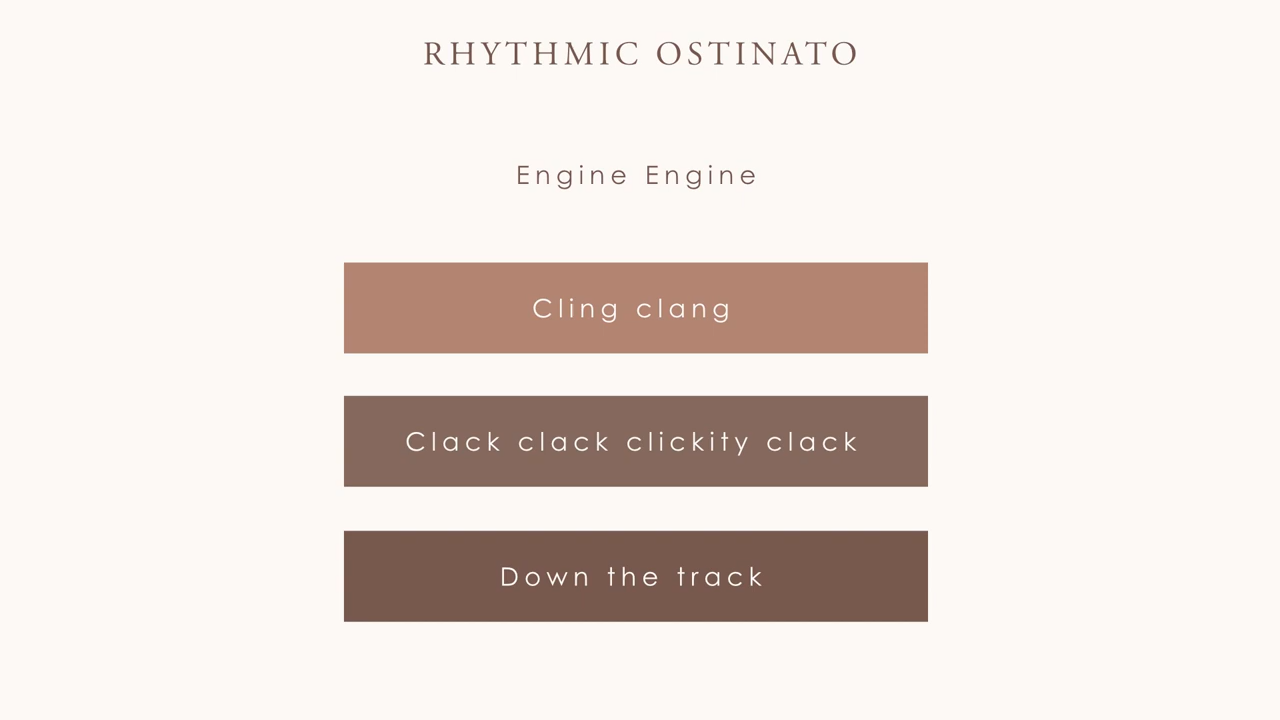 RHYTHMIC OSTINATO
Engine Engine
Cling clang
Clack clack clickity clack
Down the track